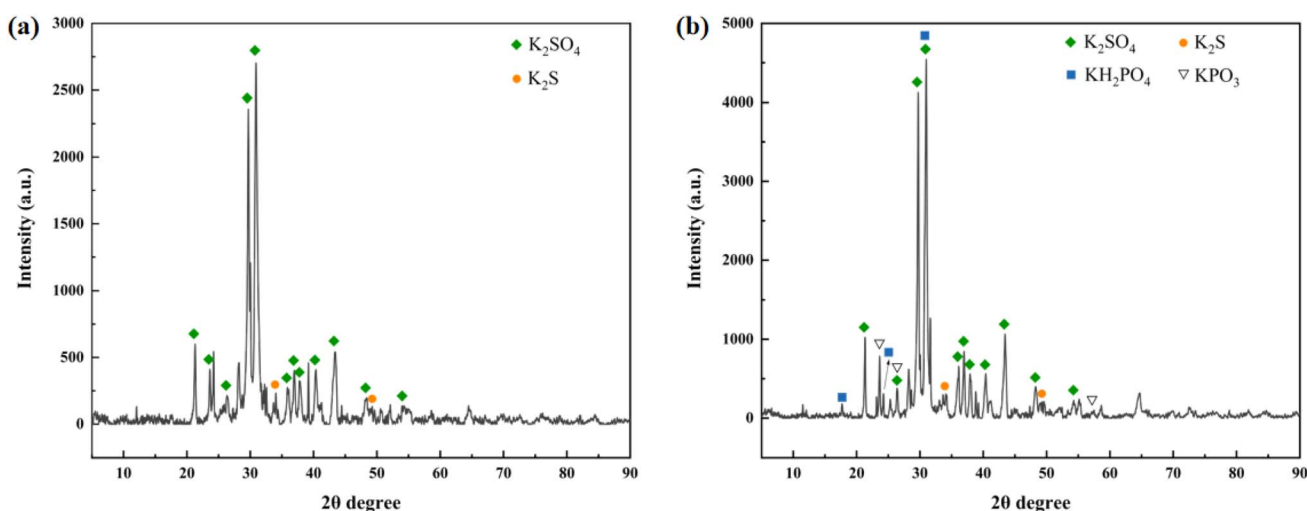 (a)
3000
2500
2000
1500
1000
500
0
Intensity (a.u.)
K₂SO₄
K₂S
10 20 30 40 50 60 70 80 90
2θ degree
(b)
5000
4000
3000
2000
1000
0
Intensity (a.u.)
K₂SO₄ K₂S
KH₂PO₄ KPO₃
10 20 30 40 50 60 70 80 90
2θ degree